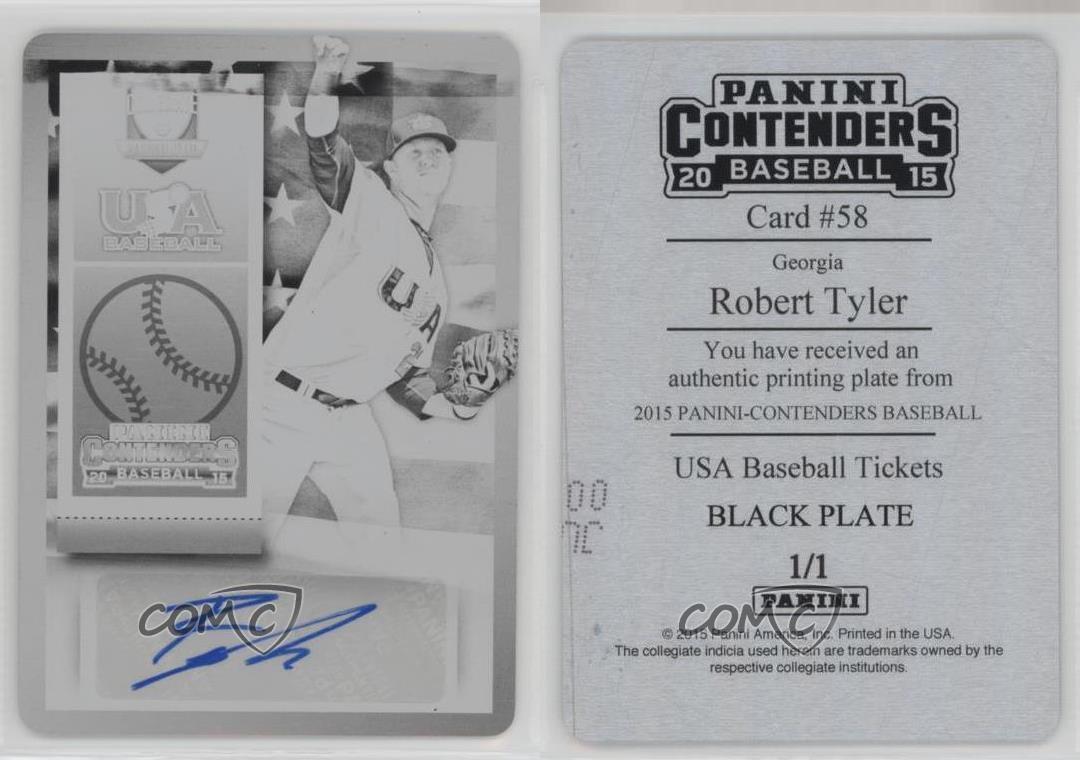 USA
BASEBALL
PANINI
CONTENDERS
20 BASEBALL 15
USA
COMC
PANINI
CONTENDERS
20 BASEBALL 15
Card #58
Georgia
Robert Tyler
You have received an
authentic printing plate from
2015 PANINI-CONTENDERS BASEBALL
USA Baseball Tickets
BLACK PLATE
1/1
PANINI
COMC
© 2015 Panini America, Inc. Printed in the USA.
The collegiate indicia used herein are trademarks owned by the
respective collegiate institutions.